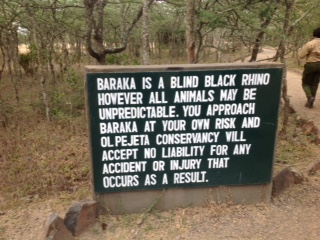 BARAKA IS A BLIND BLACK RHINO
HOWEVER ALL ANIMALS MAY BE
UNPREDICTABLE. YOU APPROACH
BARAKA AT YOUR OWN RISK AND
OL PEJETA CONSERVANCY WILL
ACCEPT NO LIABILITY FOR ANY
ACCIDENT OR INJURY THAT
OCCURS AS A RESULT.